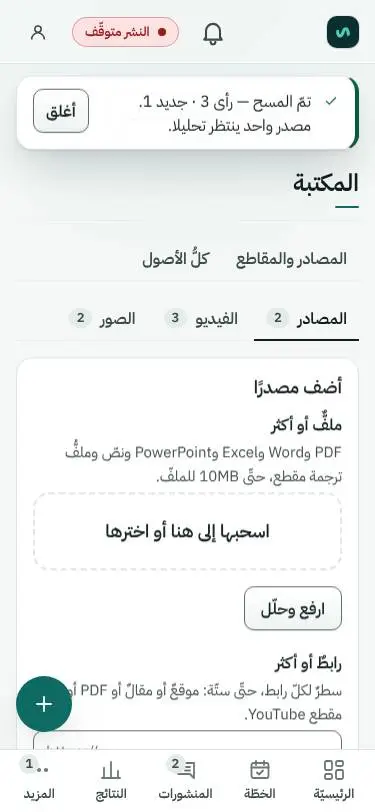 النشر متوقّف
تمّ المسح — رأى 3 · جديد 1.
مصدر واحد ينتظر تحليلا.
أغلق
المكتبة
المصادر والمقاطع
كلُّ الأصول
المصادر 2
الفيديو 3
الصور 2
أضف مصدرًا
ملفٌّ أو أكثر
PDF وWord وExcel وPowerPoint ونصّ وملفُّ
ترجمة مقطع، حتّى 10MB للملفّ.
اسحبها إلى هنا أو اخترها
ارفع وحلّل
رابطٌ أو أكثر
سطرٌ لكلّ رابط، حتّى ستّة: موقعٌ أو مقالٌ أو PDF أو
مقطع YouTube.
الرئيسيّة
الخطّة
المنشورات 2
النتائج
المزيد 1